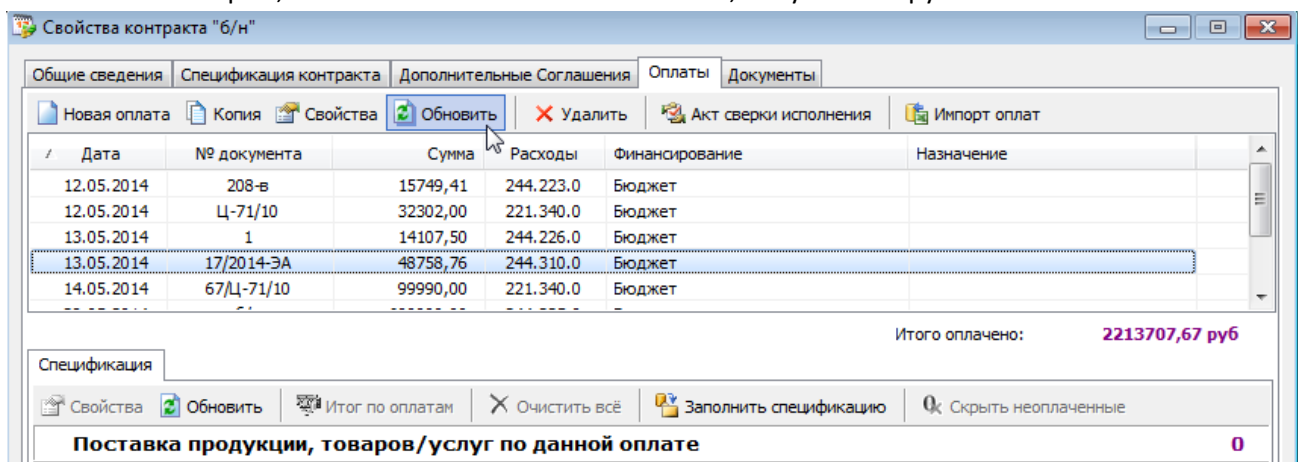 Свойства контракта "б/н"
Общие сведения Спецификация контракта Дополнительные Соглашения Оплаты Документы
Новая оплата Копия Свойства Обновить Удалить Акт сверки исполнения Импорт оплат
Дата № документа Сумма Расходы Финансирование Назначение
12.05.2014 208-в 15749,41 244.223.0 Бюджет
12.05.2014 Ц-71/10 32302,00 221.340.0 Бюджет
13.05.2014 1 14107,50 244.226.0 Бюджет
13.05.2014 17/2014-ЭА 48758,76 244.310.0 Бюджет
14.05.2014 67/Ц-71/10 99990,00 221.340.0 Бюджет
Итого оплачено: 2213707,67 руб
Спецификация
Свойства Обновить Итог по оплатам Очистить всё Заполнить спецификацию Скрыть неоплаченные
Поставка продукции, товаров/услуг по данной оплате 0